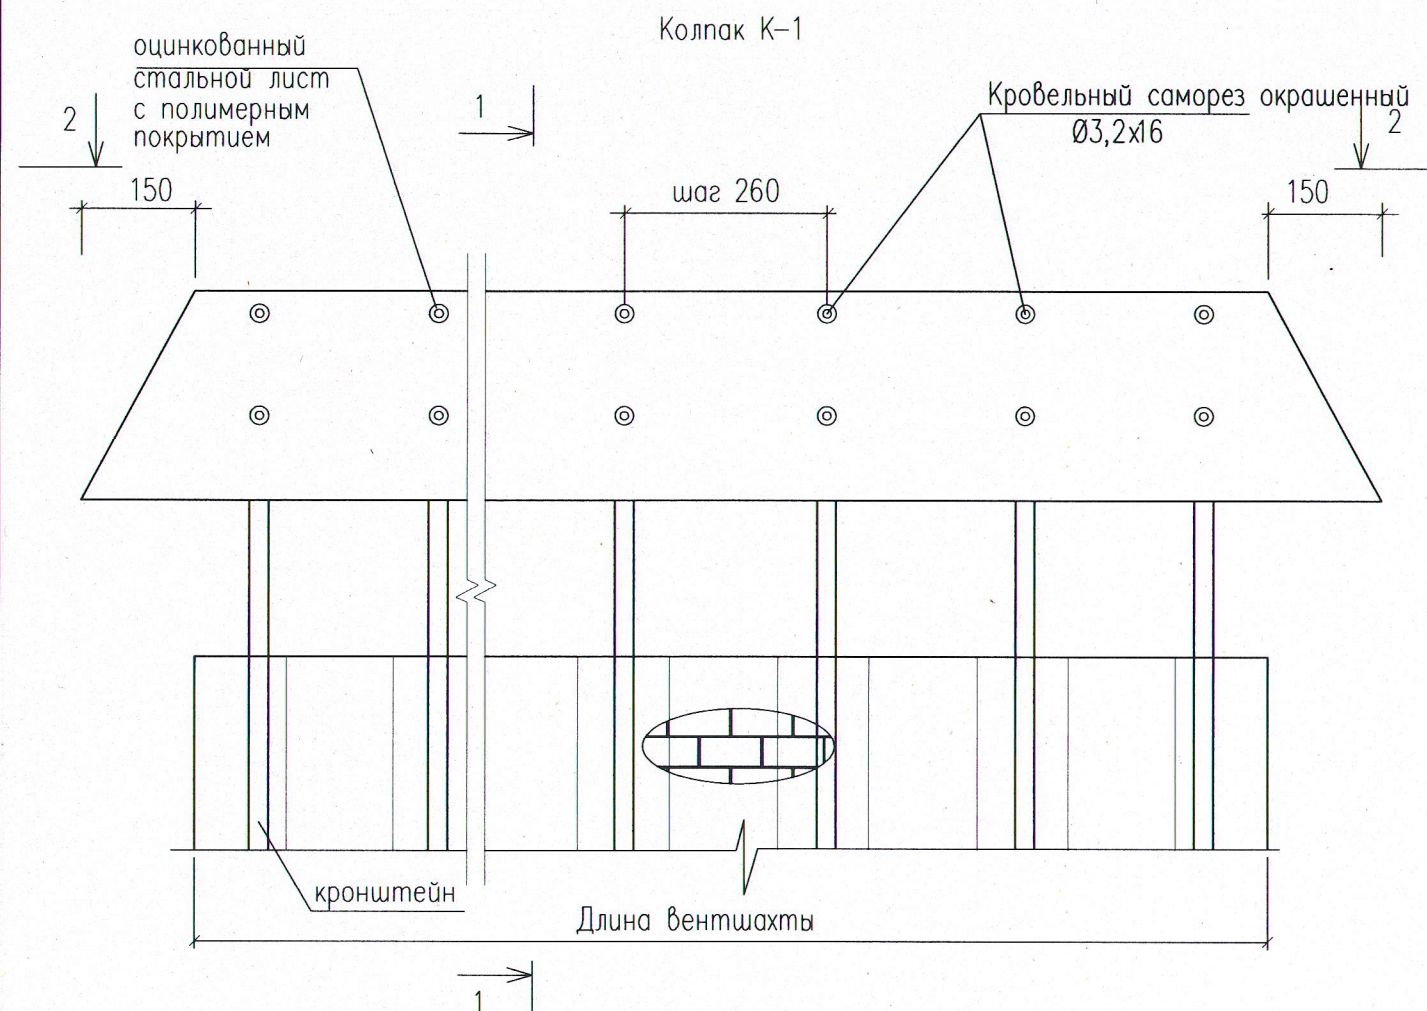 Колпак К-1
оцинкованный
стальной лист
с полимерным
покрытием
2
1
Кровельный саморез окрашенный
Ø3,2х16
2
150
шаг 260
150
кронштейн
Длина вентшахты
1